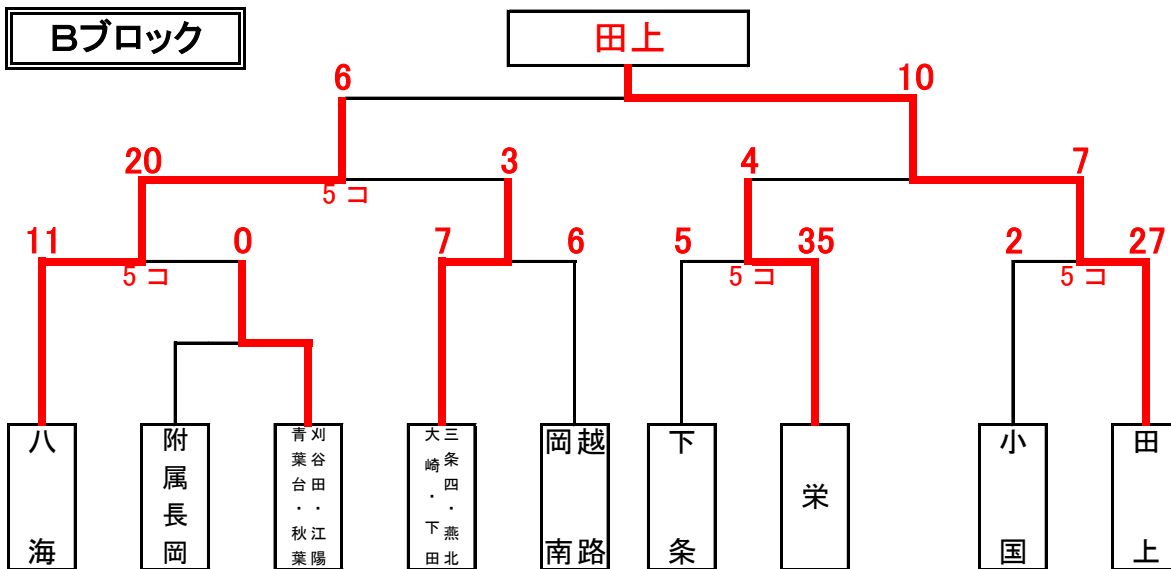 Bブロック
田上
6
10
20
3
4
7
5コ
11
0
7
6
5
35
2
27
5コ
5コ
5コ
八海
附属長岡
刈谷田・江陽
青葉台・秋葉
三条四・燕北
大崎・下田
越路
岡南
下条
栄
小国
田上